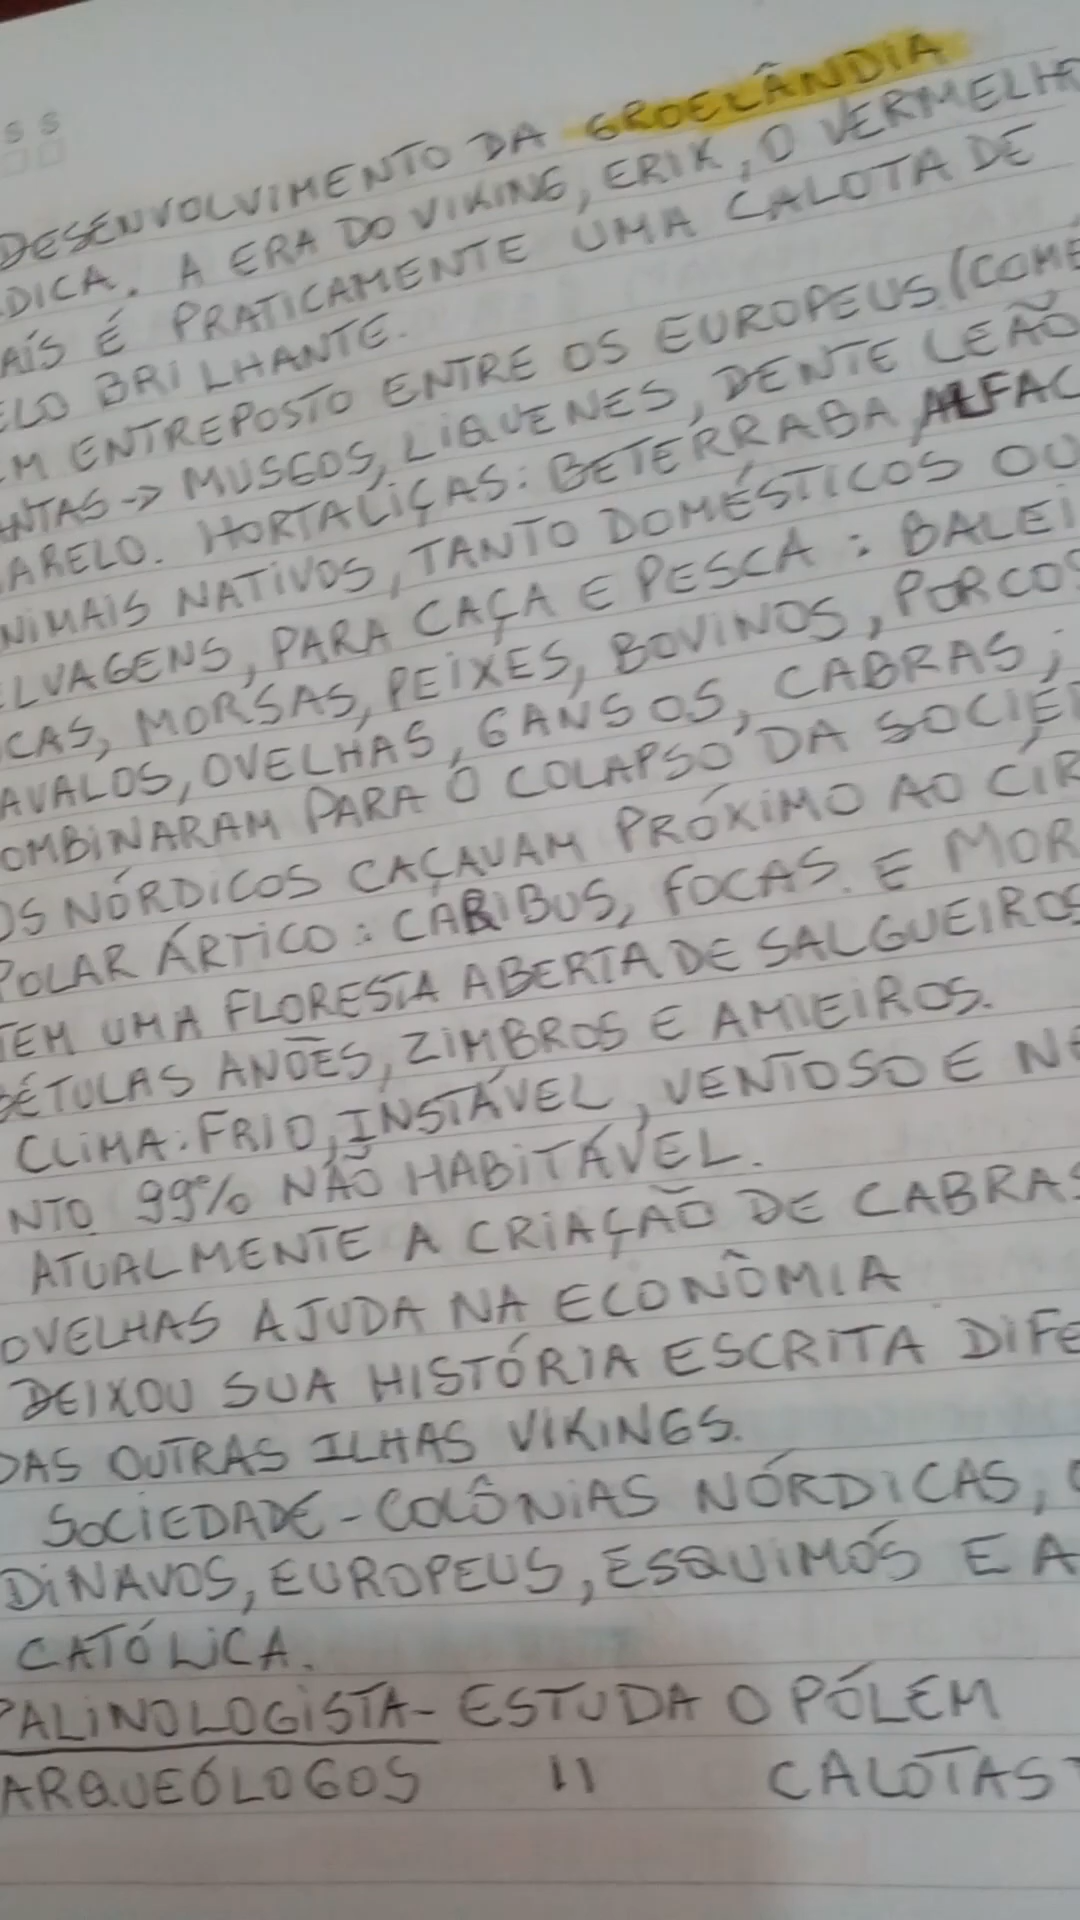 S S
DESENVOLVIMENTO DA GROELÂNDIA
DICA. A ERA DO VIKING, ERIK, O VERMELHO
AÍS É PRATICAMENTE UMA CALOTA DE
ELO BRILHANTE.
M ENTREPOSTO ENTRE OS EUROPEUS (COMÉ
NTAS -> MUSGOS, LIQUENES, DENTE LEÃO
ARELO. HORTALIÇAS: BETERRABA, ALFAC
NIMAIS NATIVOS, TANTO DOMÉSTICOS OU
LVAGENS, PARA CAÇA E PESCA: BALEI
CAS, MORSAS, PEIXES, BOVINOS, PORCOS
AVALOS, OVELHAS, GANSOS, CABRAS;
OMBINARAM PARA O COLAPSO DA SOCIE
OS NÓRDICOS CAÇAVAM PRÓXIMO AO CÍR
POLAR ÁRTICO: CARIBUS, FOCAS. E MOR
TEM UMA FLORESTA ABERTA DE SALGUEIROS
BÉTULAS ANÕES, ZIMBROS E AMIEIROS.
CLIMA: FRIO, INSTÁVEL, VENTOSO E NE
NTO 99% NÃO HABITÁVEL.
ATUALMENTE A CRIAÇÃO DE CABRAS
OVELHAS AJUDA NA ECONÔMIA
DEIXOU SUA HISTÓRIA ESCRITA DIFE
DAS OUTRAS ILHAS VIKINGS.
SOCIEDADE - COLÔNIAS NÓRDICAS,
DINAVOS, EUROPEUS, ESQUIMÓS E A
CATÓLICA.
PALINOLOGISTA - ESTUDA O PÓLEM
ARQUEÓLOGOS " CALOTAS